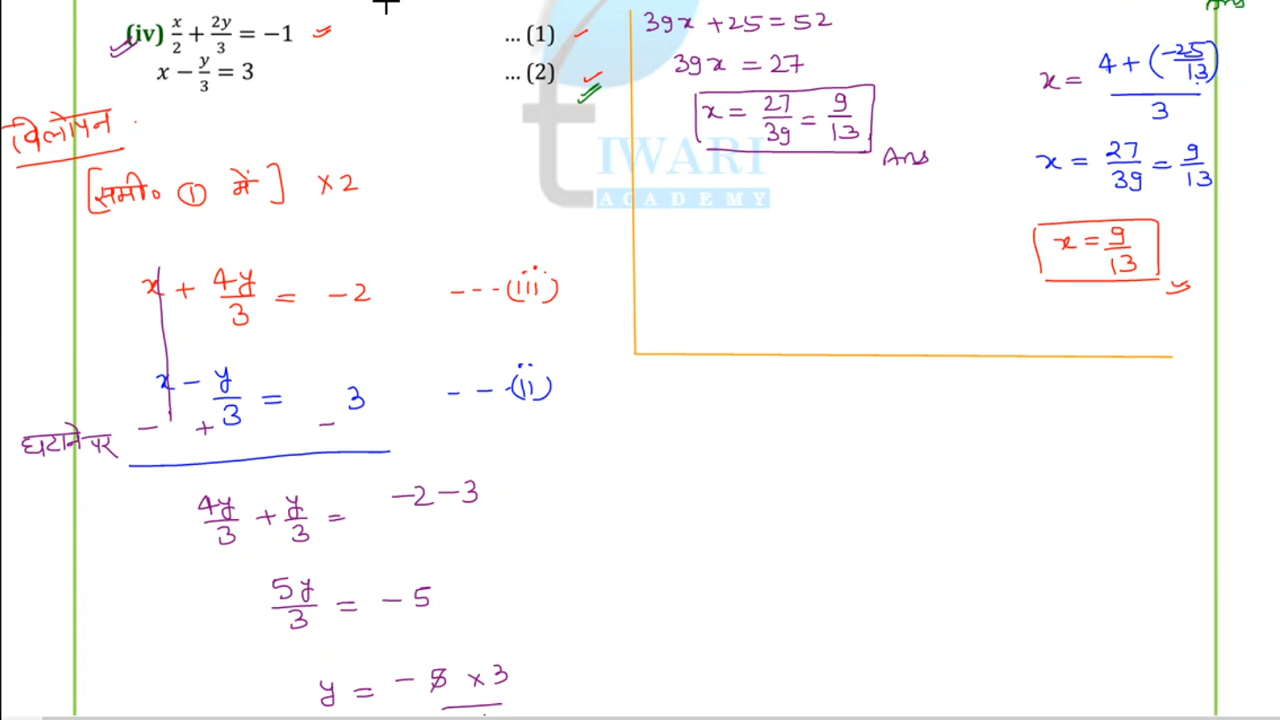 (iv) x/2 + 2y/3 = −1 ... (1)
x − y/3 = 3 ... (2)
विलोपन
[समी० ① में] ×2
x + 4y/3 = −2 ---(iii)
x − y/3 = 3 ---(ii)
− + −
घटाने पर
4y/3 + y/3 = −2−3
5y/3 = −5
y = −5 × 3
39x + 25 = 52
39x = 27
x = 27/39 = 9/13
Ans
Ans
x = 4 + (−25/13) / 3
x = 27/39 = 9/13
x = 9/13
t
IWARI
ACADEMY